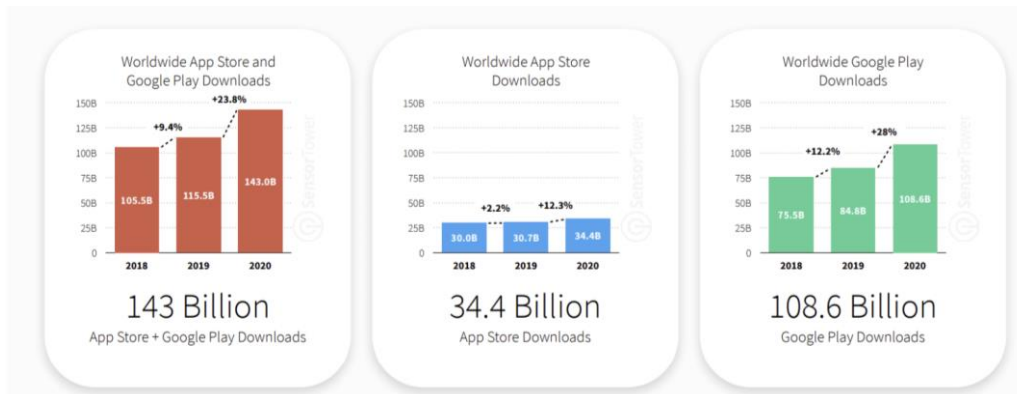 Worldwide App Store and
Google Play Downloads
150B
125B
100B
75B
50B
25B
0
+9.4%
+23.8%
105.5B
115.5B
143.0B
2018
2019
2020
SensorTower
143 Billion
App Store + Google Play Downloads
Worldwide App Store
Downloads
150B
125B
100B
75B
50B
25B
0
+2.2%
+12.3%
30.0B
30.7B
34.4B
2018
2019
2020
SensorTower
34.4 Billion
App Store Downloads
Worldwide Google Play
Downloads
150B
125B
100B
75B
50B
25B
0
+12.2%
+28%
75.5B
84.8B
108.6B
2018
2019
2020
SensorTower
108.6 Billion
Google Play Downloads